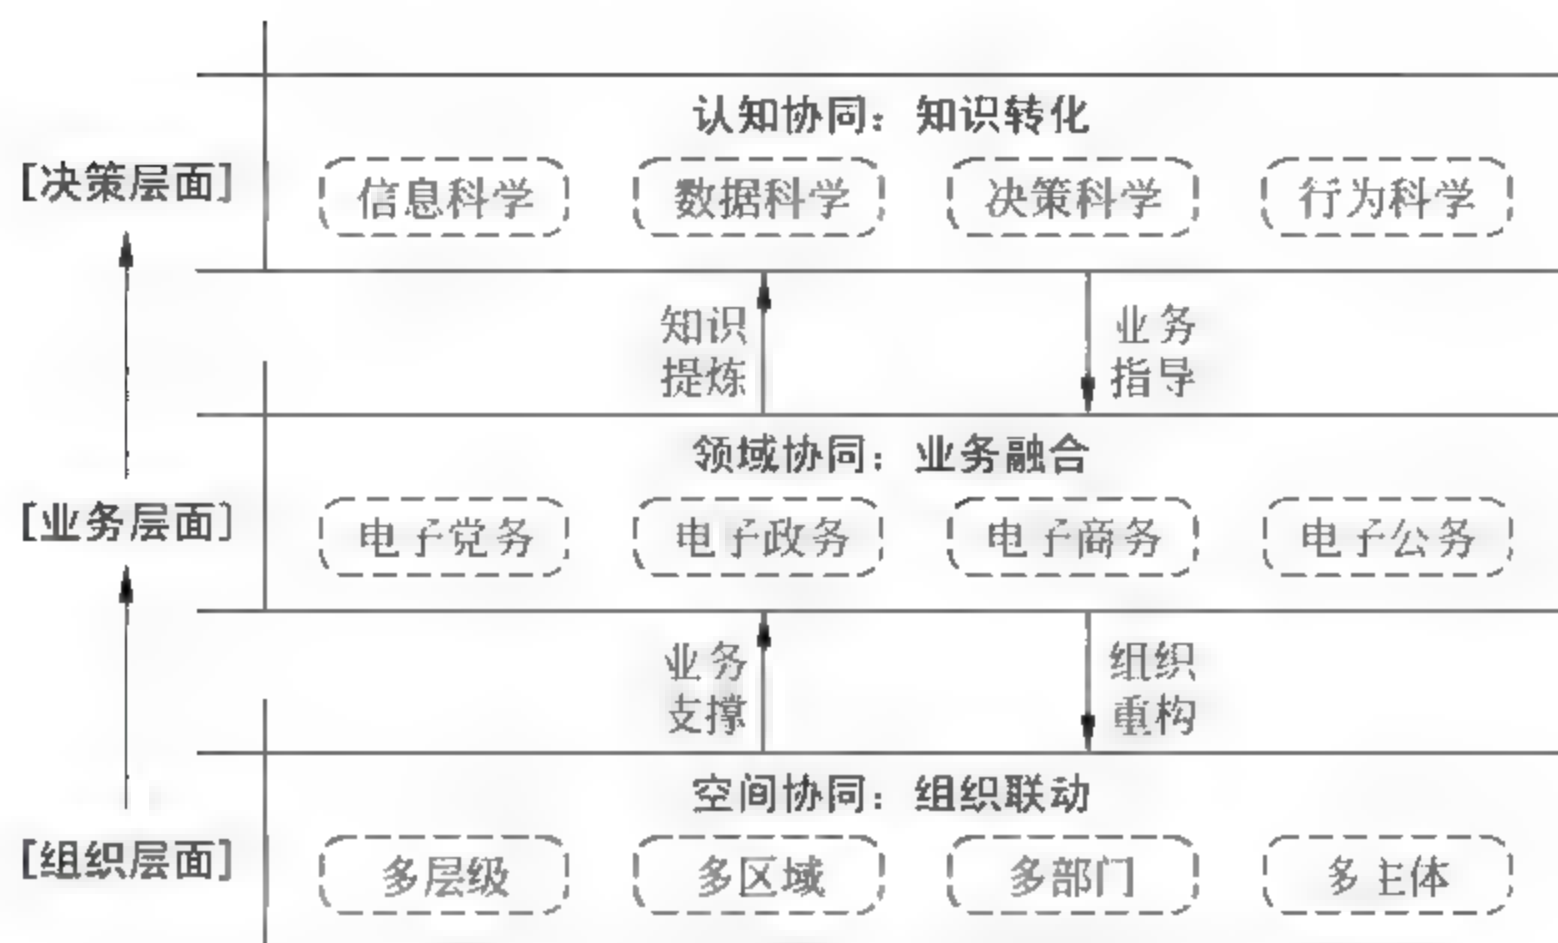 认知协同：知识转化
[决策层面]
信息科学 数据科学 决策科学 行为科学
知识 业务
提炼 指导
领域协同：业务融合
[业务层面]
电子党务 电子政务 电子商务 电子公务
业务 组织
支撑 重构
空间协同：组织联动
[组织层面]
多层级 多区域 多部门 多主体